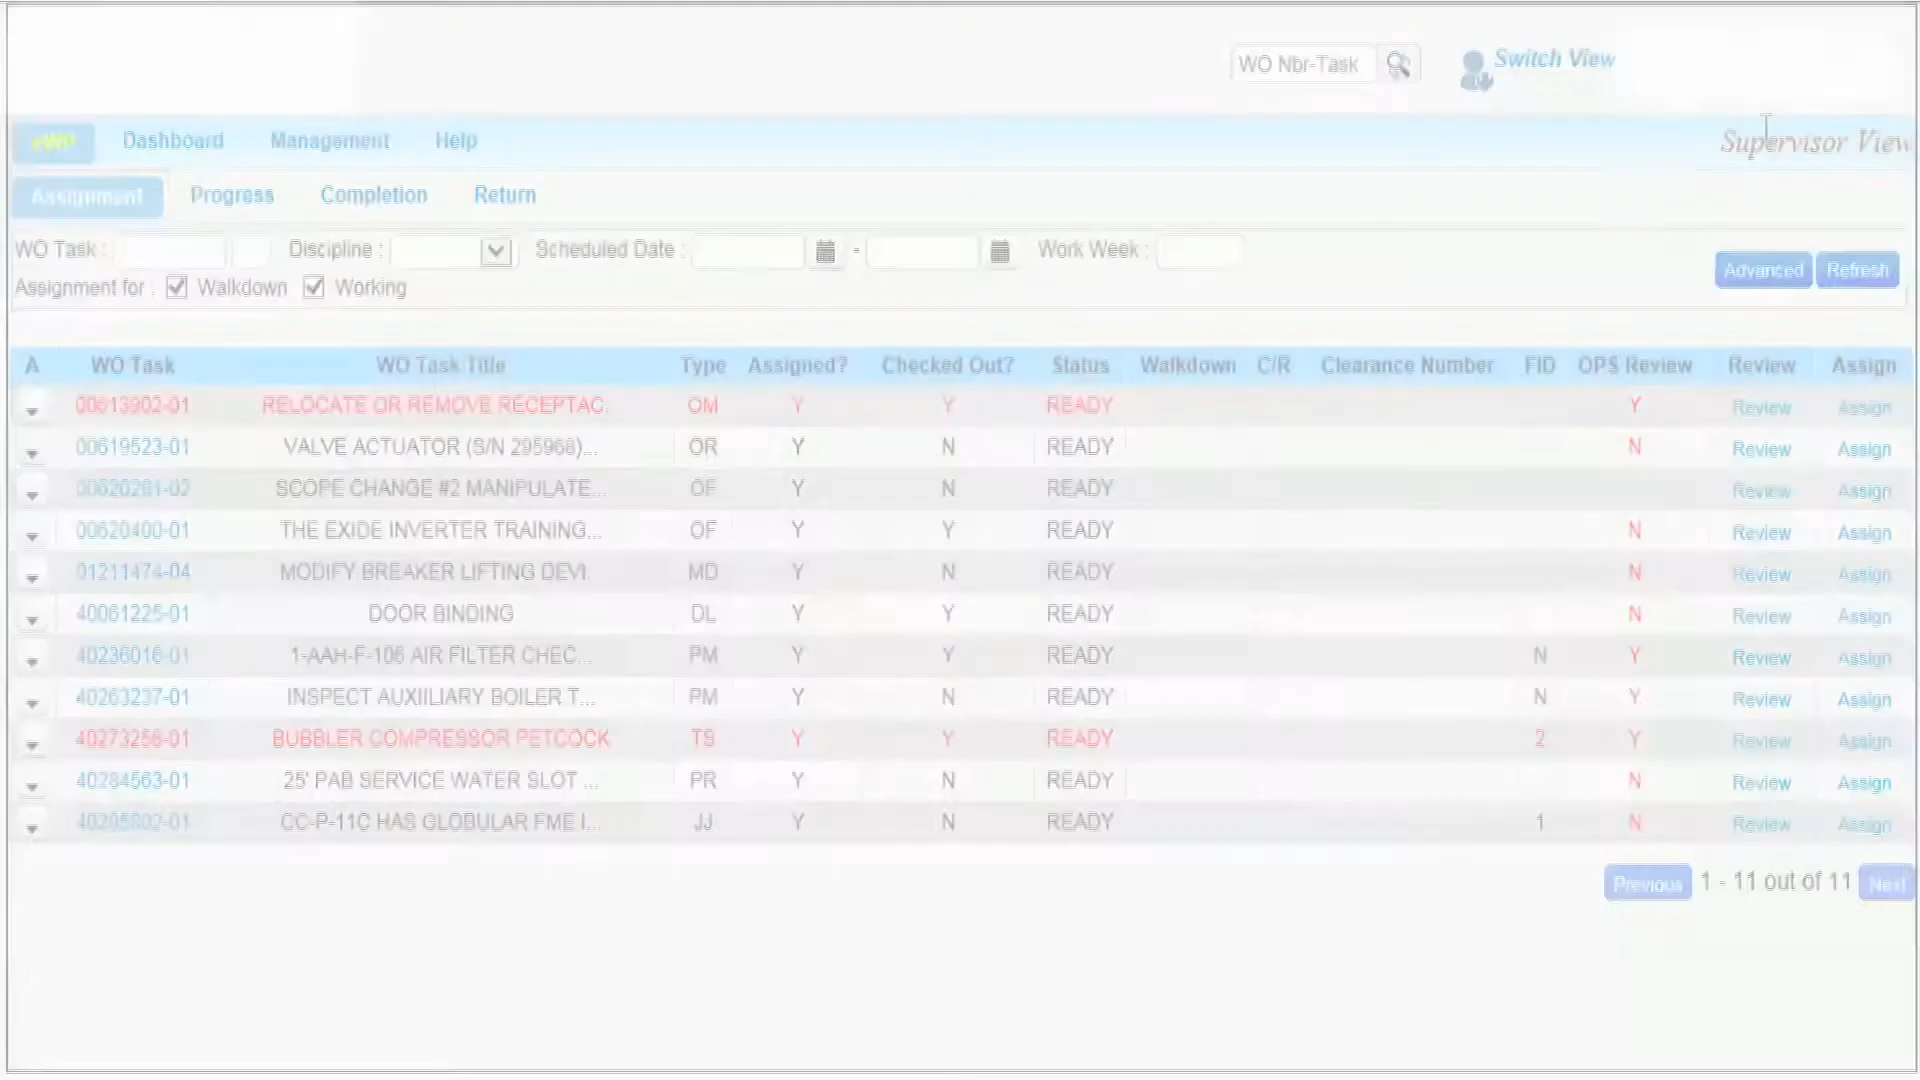 WO Nbr-Task
Switch View
eWP Dashboard Management Help Supervisor View
Assignment Progress Completion Return
WO Task : Discipline : Scheduled Date : - Work Week :
Assignment for : Walkdown Working
Advanced Refresh
A WO Task WO Task Title Type Assigned? Checked Out? Status Walkdown C/R Clearance Number FID OPS Review Review Assign
00613902-01 RELOCATE OR REMOVE RECEPTAC... OM Y Y READY Y Review Assign
00619523-01 VALVE ACTUATOR (S/N 295968)... OR Y N READY N Review Assign
00620281-02 SCOPE CHANGE #2 MANIPULATE... OF Y N READY Review Assign
00620400-01 THE EXIDE INVERTER TRAINING... OF Y Y READY N Review Assign
01211474-04 MODIFY BREAKER LIFTING DEVI... MD Y N READY N Review Assign
40061225-01 DOOR BINDING DL Y Y READY N Review Assign
40236016-01 1-AAH-F-106 AIR FILTER CHEC... PM Y Y READY N Y Review Assign
40263237-01 INSPECT AUXIILIARY BOILER T... PM Y N READY N Y Review Assign
40273256-01 BUBBLER COMPRESSOR PETCOCK TS Y Y READY 2 Y Review Assign
40284563-01 25' PAB SERVICE WATER SLOT ... PR Y N READY N Review Assign
40295802-01 CC-P-11C HAS GLOBULAR FME I... JJ Y N READY 1 N Review Assign
Previous 1 - 11 out of 11 Next